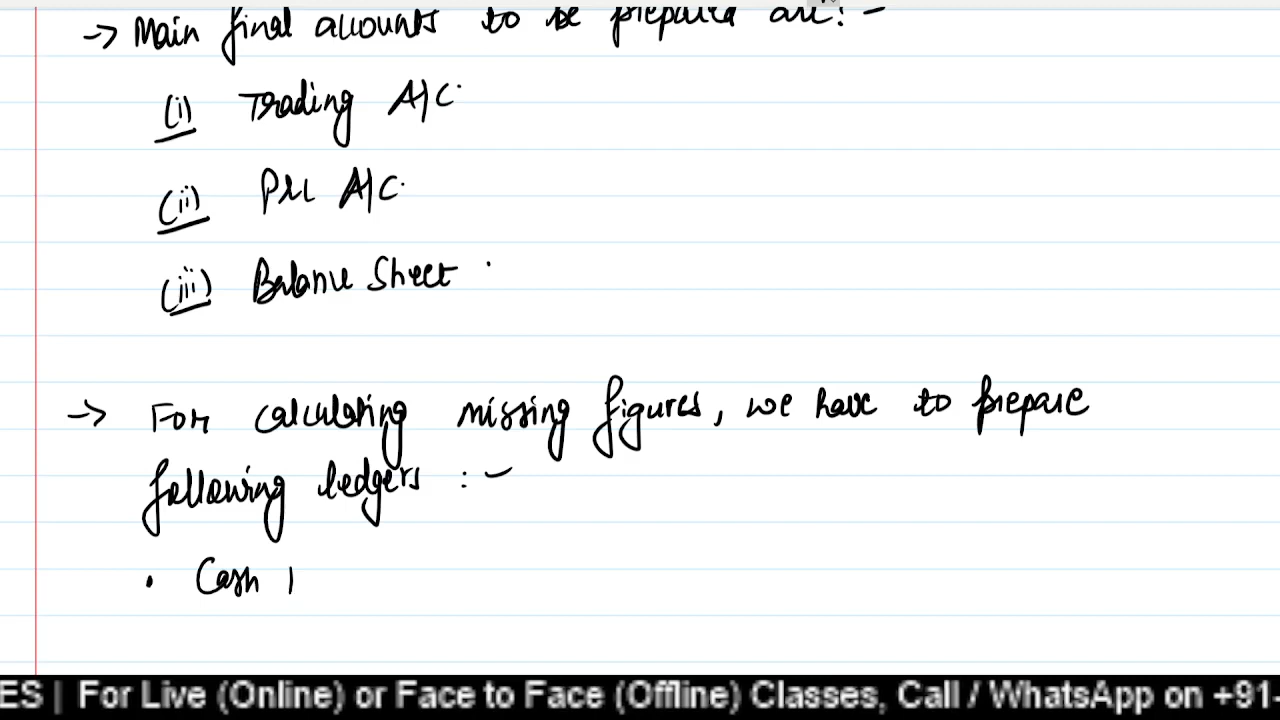 → Main final accounts to be prepared are:-
(i) Trading A/C.
(ii) P&L A/C.
(iii) Balance Sheet.
→ For calculating missing figures, we have to prepare
following ledgers :-
• Cash
ES | For Live (Online) or Face to Face (Offline) Classes, Call / WhatsApp on +91-